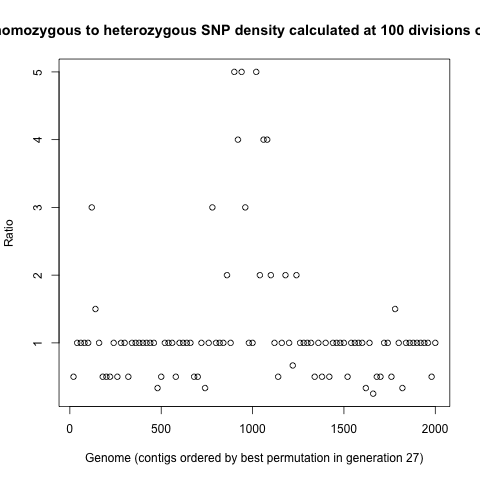 homozygous to heterozygous SNP density calculated at 100 divisions o
5
4
3
2
1
Ratio
0 500 1000 1500 2000
Genome (contigs ordered by best permutation in generation 27)